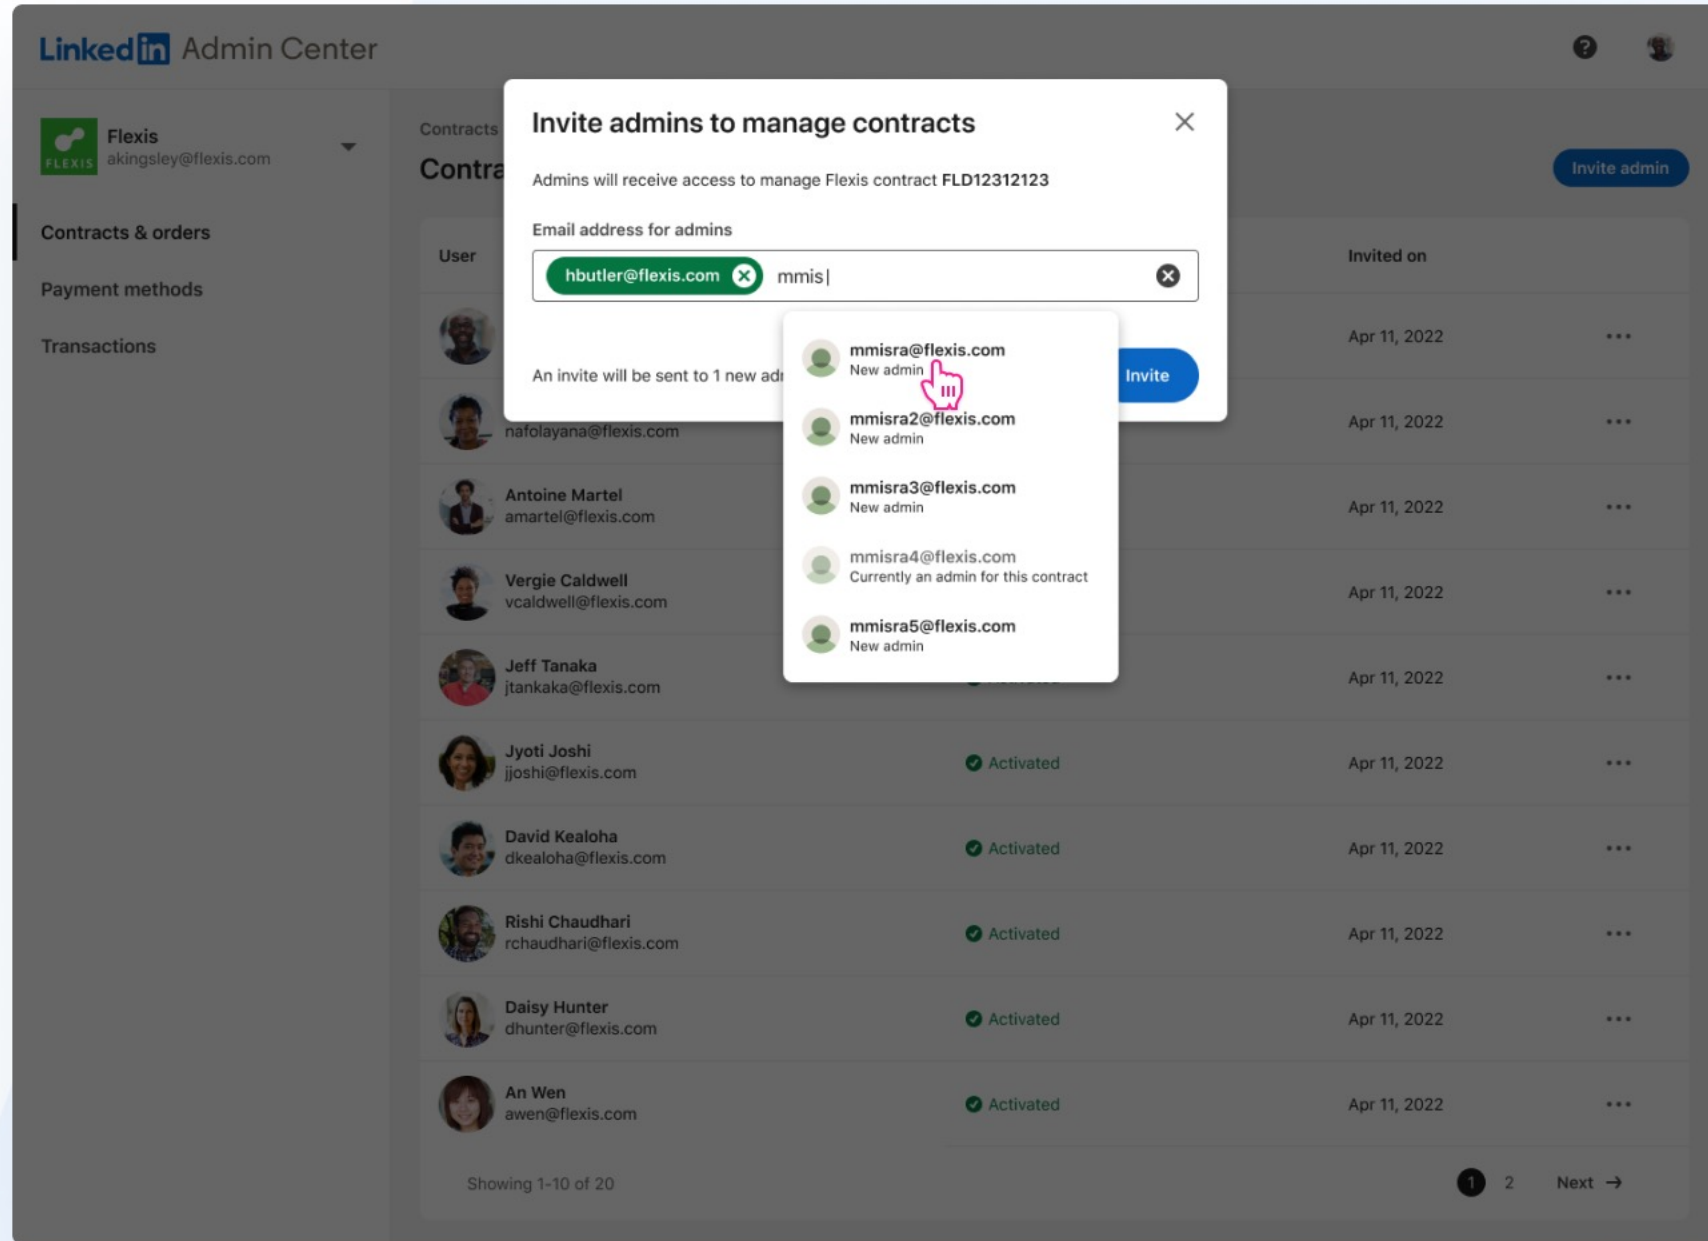 Linkedin Admin Center
Flexis
akingsley@flexis.com
FLEXIS
Contracts & orders
Payment methods
Transactions
Contracts
Contra
Invite admin
Invite admins to manage contracts
Admins will receive access to manage Flexis contract FLD12312123
Email address for admins
hbutler@flexis.com mmis
An invite will be sent to 1 new adm
Invite
mmisra@flexis.com
New admin
mmisra2@flexis.com
New admin
mmisra3@flexis.com
New admin
mmisra4@flexis.com
Currently an admin for this contract
mmisra5@flexis.com
New admin
User Invited on
Apr 11, 2022
nafolayana@flexis.com Apr 11, 2022
Antoine Martel
amartel@flexis.com
Apr 11, 2022
Vergie Caldwell
vcaldwell@flexis.com
Apr 11, 2022
Jeff Tanaka
jtankaka@flexis.com
Apr 11, 2022
Jyoti Joshi
jjoshi@flexis.com
Activated Apr 11, 2022
David Kealoha
dkealoha@flexis.com
Activated Apr 11, 2022
Rishi Chaudhari
rchaudhari@flexis.com
Activated Apr 11, 2022
Daisy Hunter
dhunter@flexis.com
Activated Apr 11, 2022
An Wen
awen@flexis.com
Activated Apr 11, 2022
Showing 1-10 of 20
1 2 Next →